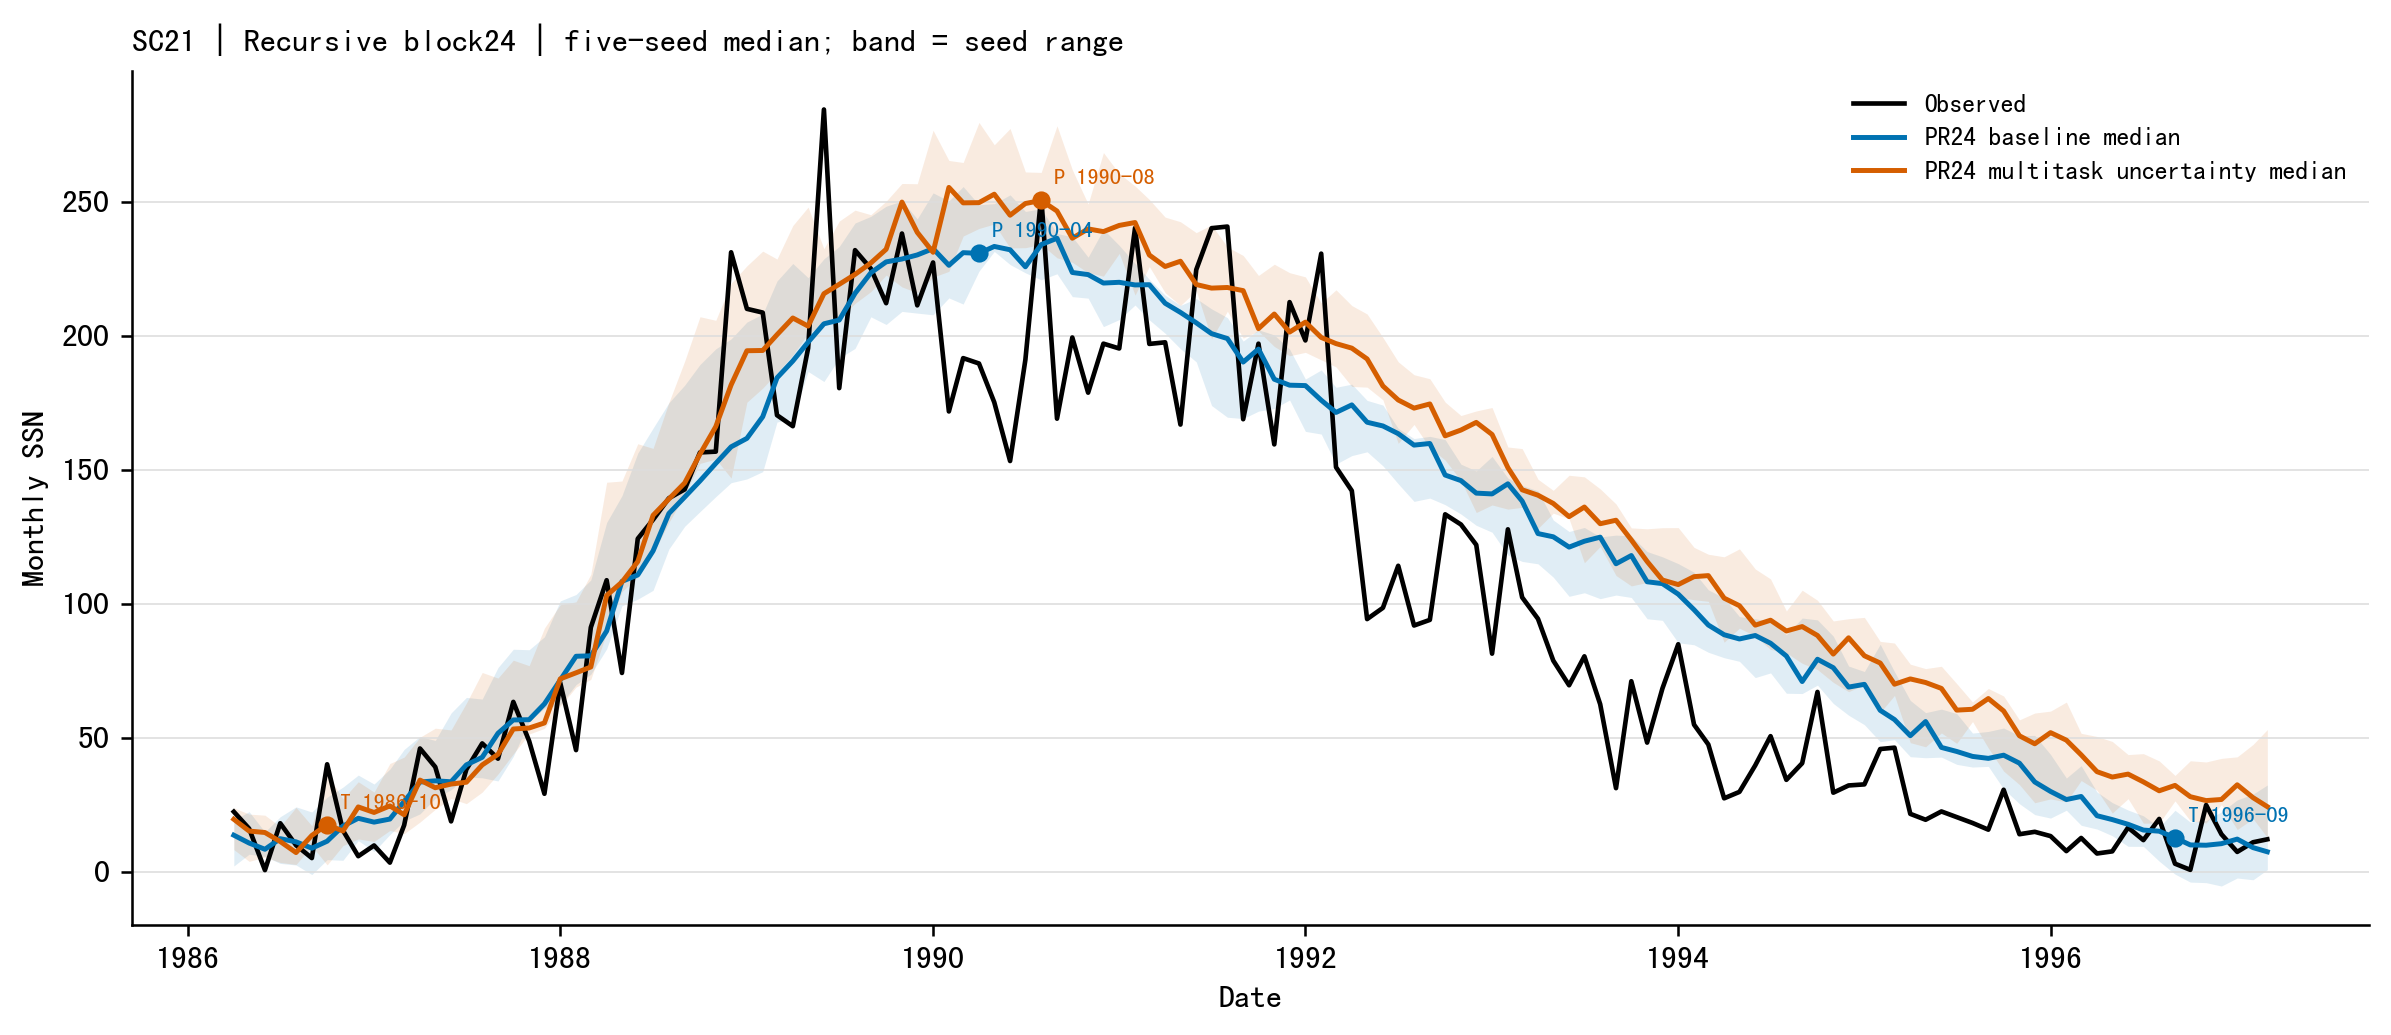 SC21 | Recursive block24 | five-seed median; band = seed range
Observed
PR24 baseline median
PR24 multitask uncertainty median
P 1990-08
P 1990-04
T 1986-10
T 1996-09
Monthly SSN
250
200
150
100
50
0
1986
1988
1990
1992
1994
1996
Date